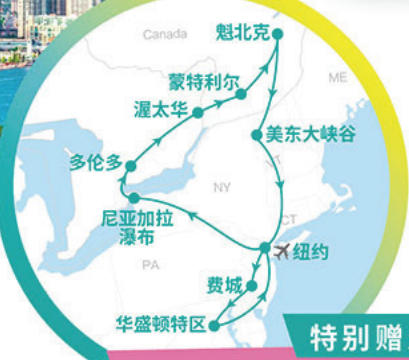 Canada
魁北克
ME
蒙特利尔
渥太华
美东大峡谷
VT
多伦多
NY
尼亚加拉
瀑布
CT
纽约
PA
费城
华盛顿特区
特别赠